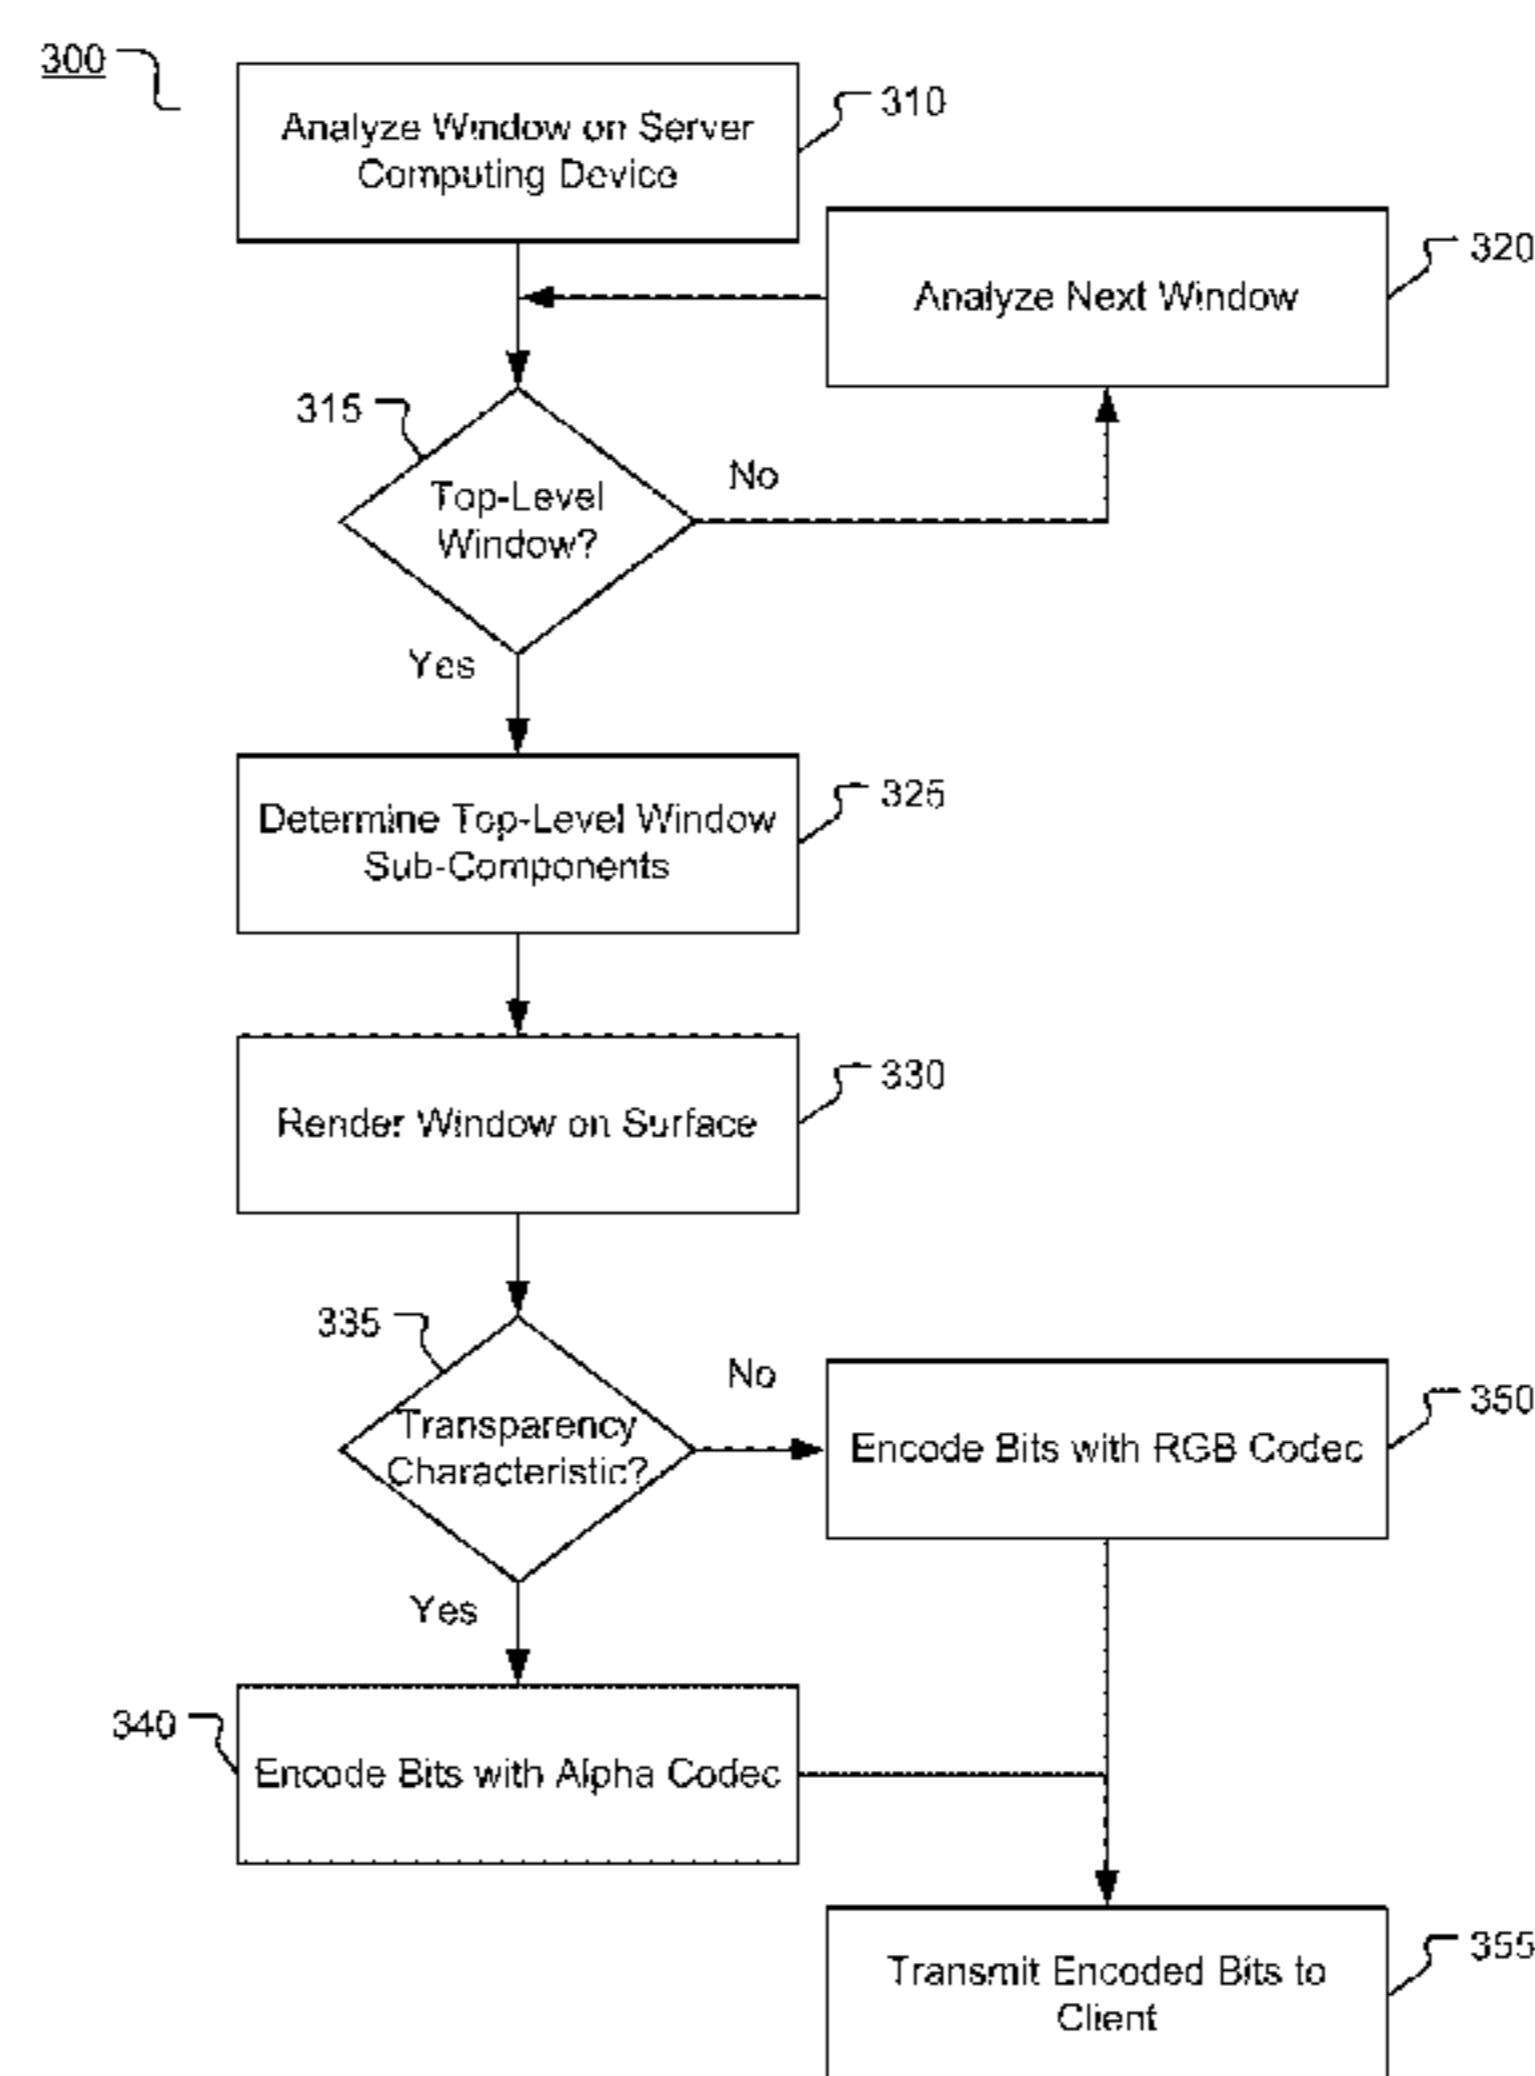 300
Analyze Window on Server
Computing Device
310
Analyze Next Window
320
315
Top-Level
Window?
No
Yes
Determine Top-Level Window
Sub-Components
325
Render Window on Surface
330
335
Transparency
Characteristic?
No
Encode Bits with RGB Codec
350
Yes
340
Encode Bits with Alpha Codec
Transmit Encoded Bits to
Client
355